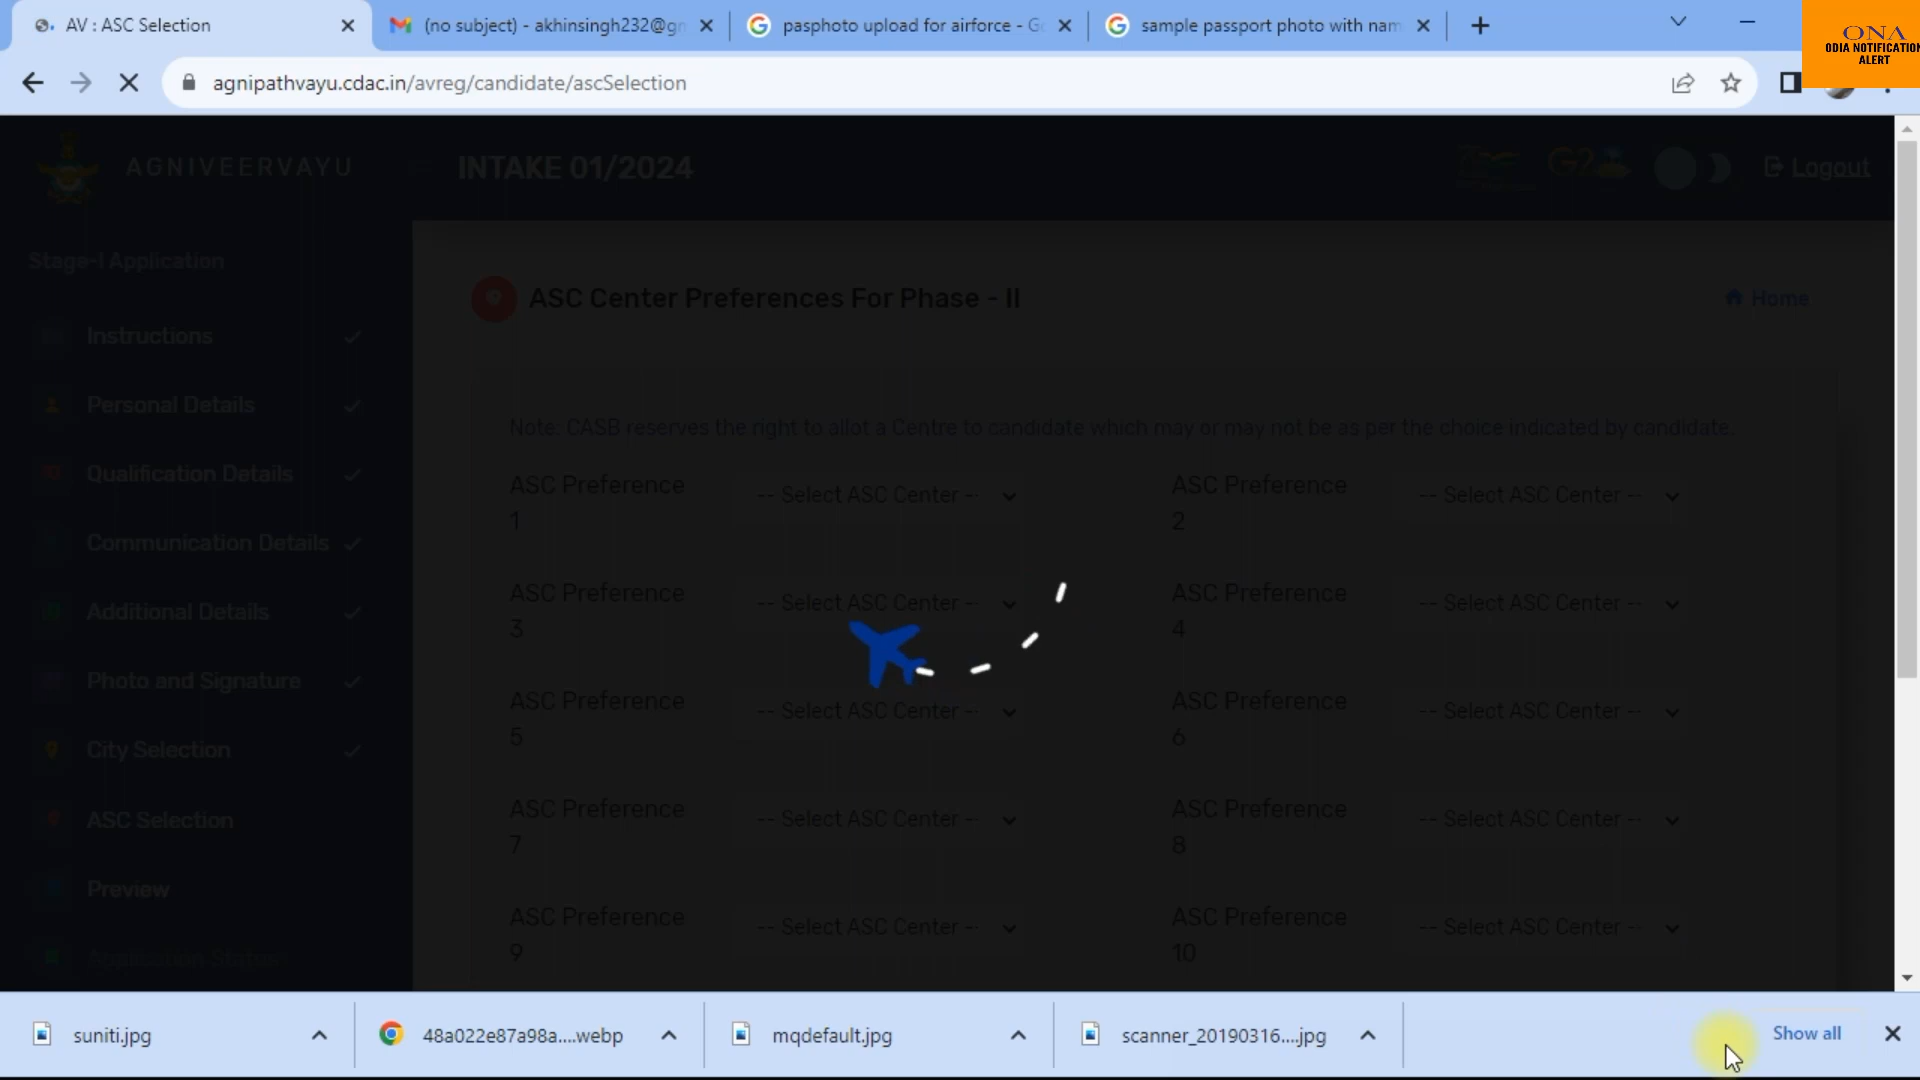 AV : ASC Selection
(no subject) - akhinsingh232@gm
pasphoto upload for airforce - Go
sample passport photo with nam
ONA
ODIA NOTIFICATION
ALERT
agnipathvayu.cdac.in/avreg/candidate/ascSelection
AGNIVEERVAYU
INTAKE 01/2024
G2
Logout
Stage-I Application
Instructions
Personal Details
Qualification Details
Communication Details
Additional Details
Photo and Signature
City Selection
ASC Selection
Preview
Application Status
ASC Center Preferences For Phase - II
Home
Note: CASB reserves the right to allot a Centre to candidate which may or may not be as per the choice indicated by candidate.
ASC Preference
1
-- Select ASC Center --
ASC Preference
2
-- Select ASC Center --
ASC Preference
3
-- Select ASC Center --
ASC Preference
4
-- Select ASC Center --
ASC Preference
5
-- Select ASC Center --
ASC Preference
6
-- Select ASC Center --
ASC Preference
7
-- Select ASC Center --
ASC Preference
8
-- Select ASC Center --
ASC Preference
9
-- Select ASC Center --
ASC Preference
10
-- Select ASC Center --
suniti.jpg
48a022e87a98a....webp
mqdefault.jpg
scanner_20190316....jpg
Show all